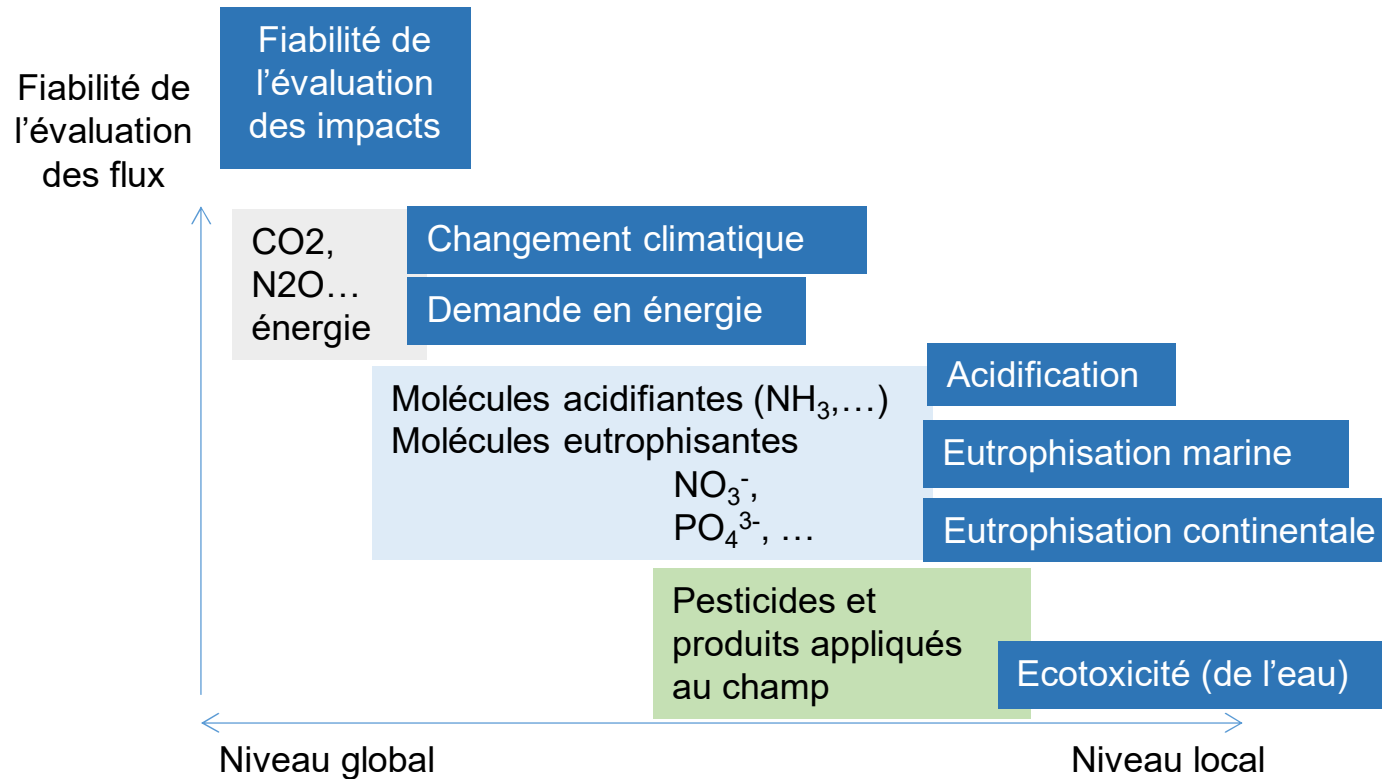 Fiabilité de
l’évaluation
des flux
Fiabilité de
l’évaluation
des impacts
CO2,
N2O…
énergie
Changement climatique
Demande en énergie
Molécules acidifiantes (NH₃,…)
Molécules eutrophisantes
NO₃⁻,
PO₄³⁻, …
Acidification
Eutrophisation marine
Eutrophisation continentale
Pesticides et
produits appliqués
au champ
Ecotoxicité (de l’eau)
Niveau global
Niveau local